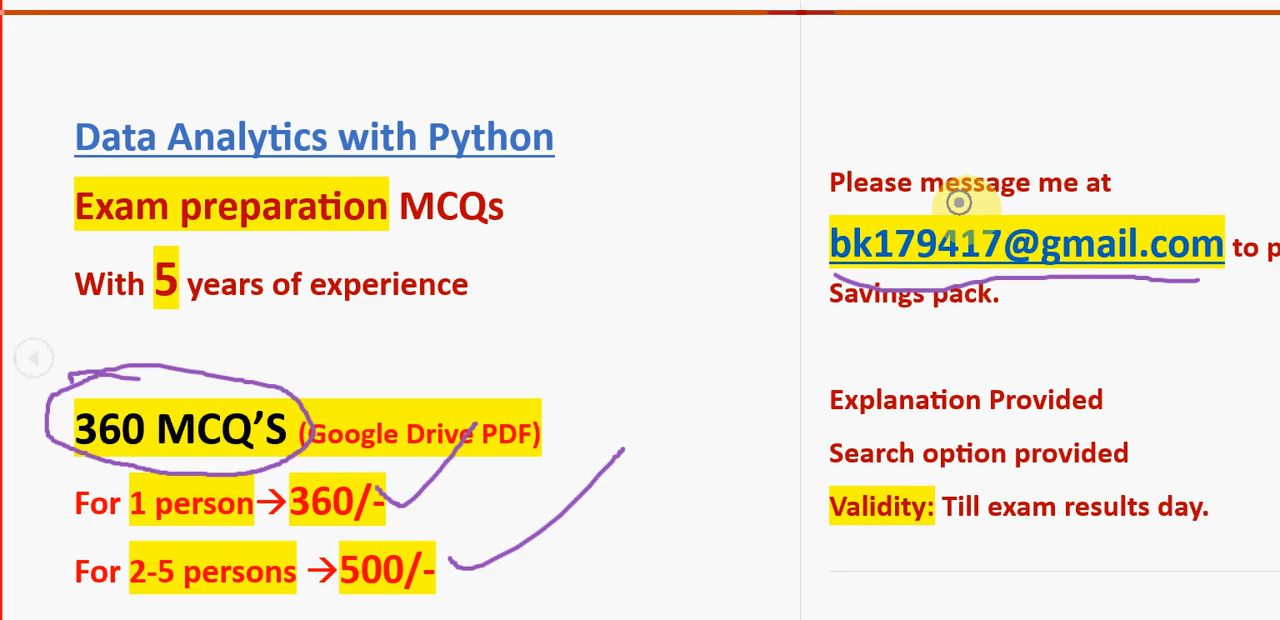 Data Analytics with Python
Exam preparation MCQs
With 5 years of experience
360 MCQ’S (Google Drive PDF)
For 1 person→360/-
For 2-5 persons →500/-
Please message me at
bk179417@gmail.com to p
Savings pack.
Explanation Provided
Search option provided
Validity: Till exam results day.